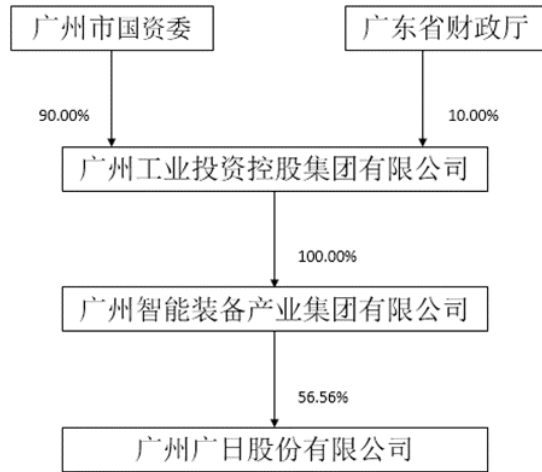 广州市国资委
广东省财政厅
90.00%
10.00%
广州工业投资控股集团有限公司
100.00%
广州智能装备产业集团有限公司
56.56%
广州广日股份有限公司